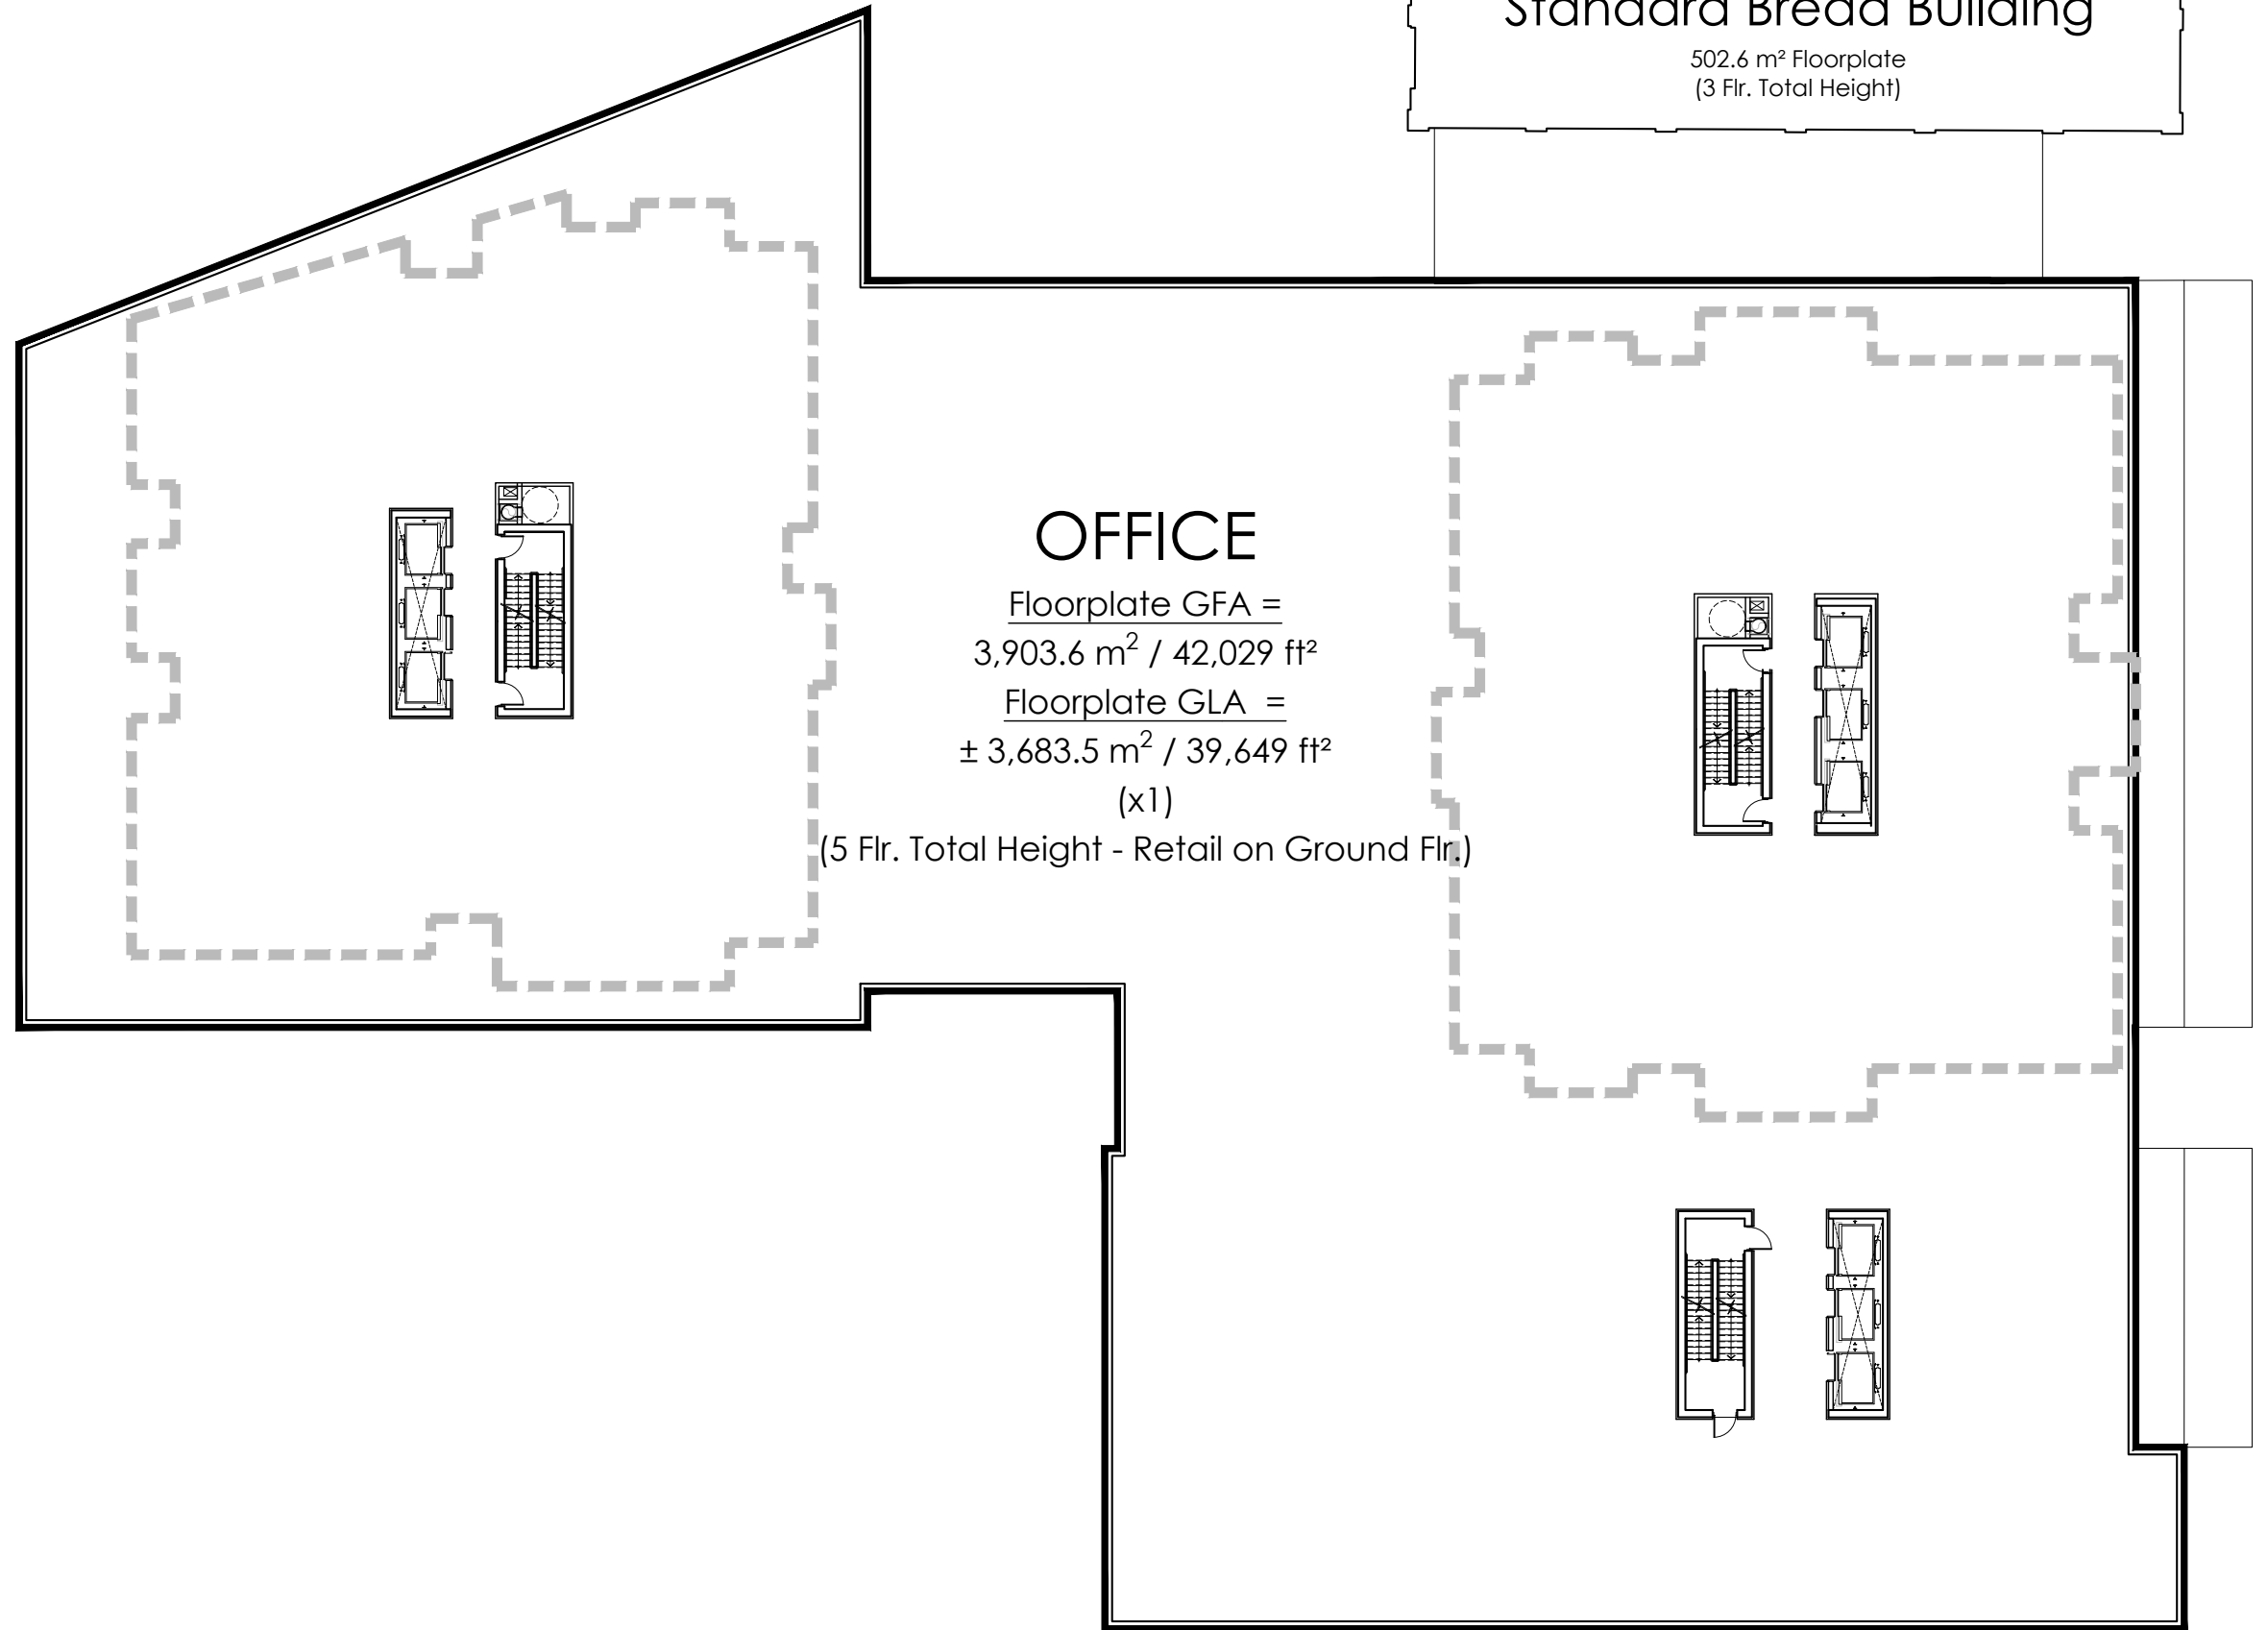 Standard Bread Building
502.6 m² Floorplate
(3 Flr. Total Height)
OFFICE
Floorplate GFA =
3,903.6 m² / 42,029 ft²
Floorplate GLA =
± 3,683.5 m² / 39,649 ft²
(x1)
(5 Flr. Total Height - Retail on Ground Flr.)